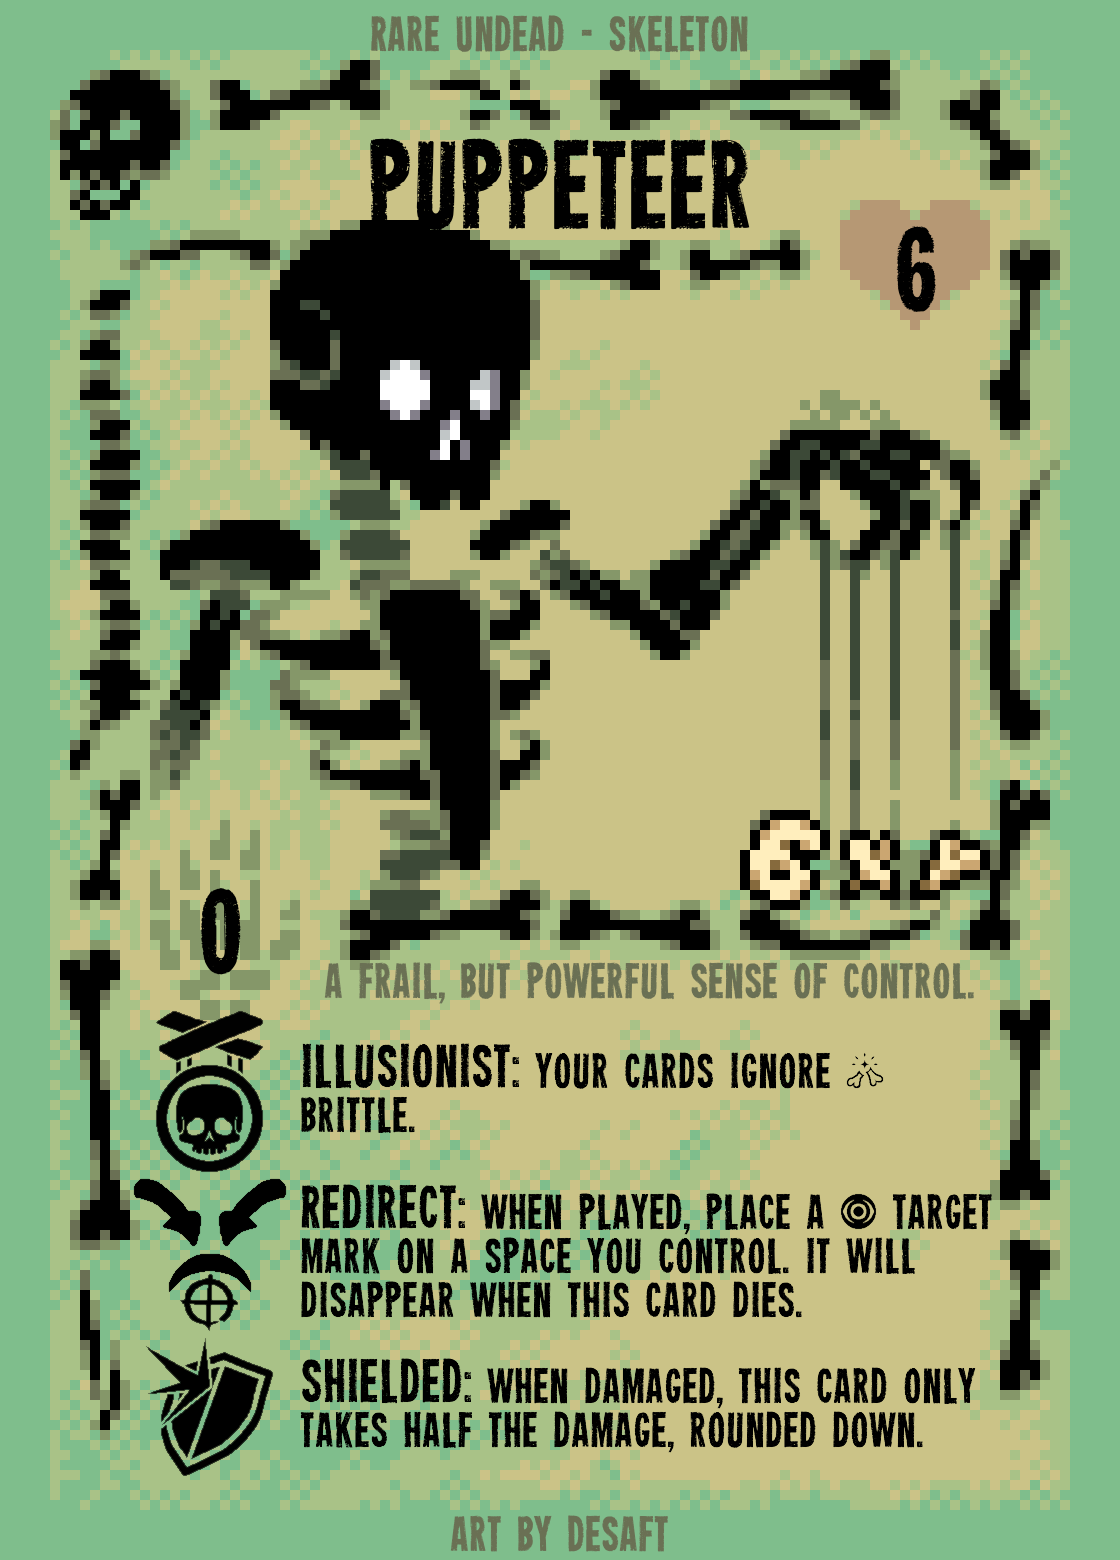 RARE UNDEAD - SKELETON
PUPPETEER
6
6 X Y
0
A FRAIL, BUT POWERFUL SENSE OF CONTROL.
ILLUSIONIST: YOUR CARDS IGNORE
BRITTLE.
REDIRECT: WHEN PLAYED, PLACE A TARGET
MARK ON A SPACE YOU CONTROL. IT WILL
DISAPPEAR WHEN THIS CARD DIES.
SHIELDED: WHEN DAMAGED, THIS CARD ONLY
TAKES HALF THE DAMAGE, ROUNDED DOWN.
ART BY DESAFT